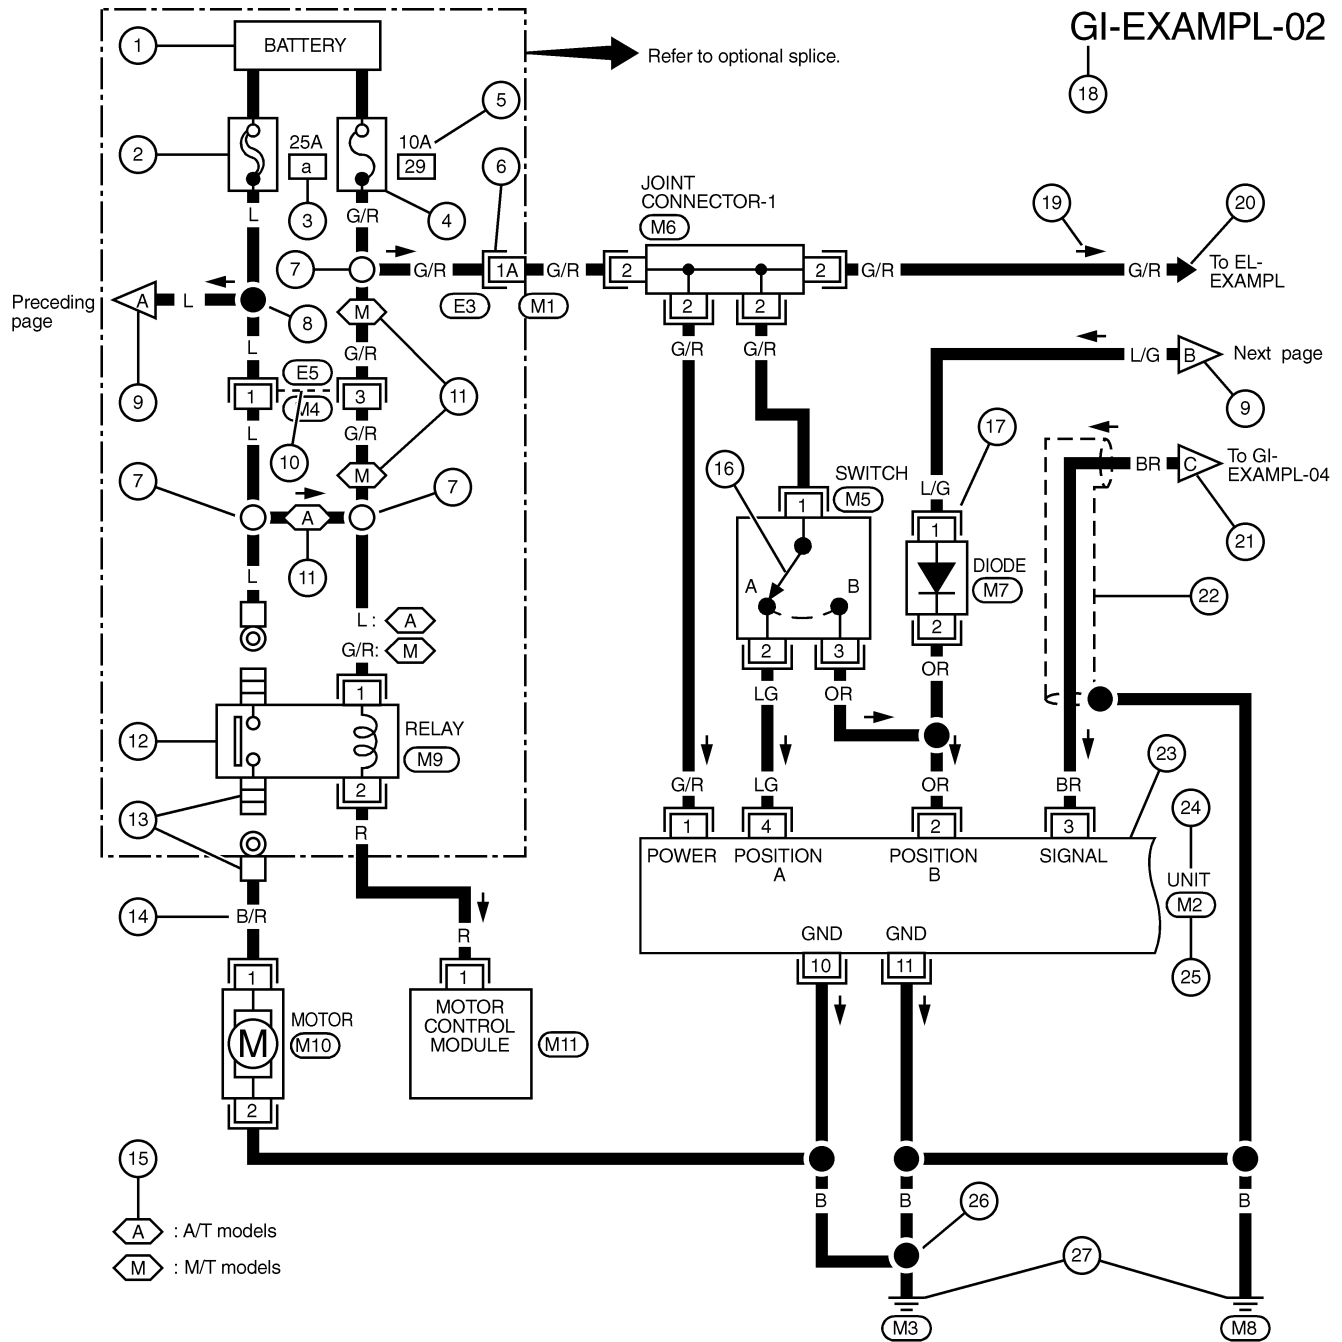 GI-EXAMPL-02
1
BATTERY
Refer to optional splice.
18
5
2
25A
a
10A
29
6
3
4
JOINT
CONNECTOR-1
M6
19
20
L
G/R
7
G/R
1A
G/R
2
2
G/R
G/R
To EL-
EXAMPL
Preceding
page
A
L
8
M
E3
M1
2
2
L
G/R
G/R
G/R
L/G
B
Next page
E5
M4
1
3
9
11
9
10
L
G/R
M
16
17
BR
C
To GI-
EXAMPL-04
7
7
SWITCH
M5
1
L/G
A
1
21
11
L
A
B
DIODE
M7
22
L :
A
2
G/R:
M
2
3
OR
1
LG
OR
12
RELAY
M9
2
13
R
G/R
LG
OR
BR
23
1
4
2
3
24
POWER
POSITION
A
POSITION
B
SIGNAL
UNIT
M2
14
B/R
R
GND
GND
10
11
25
1
1
MOTOR
M10
M
MOTOR
CONTROL
MODULE
M11
2
15
B
B
26
B
A
: A/T models
M
: M/T models
27
M3
M8